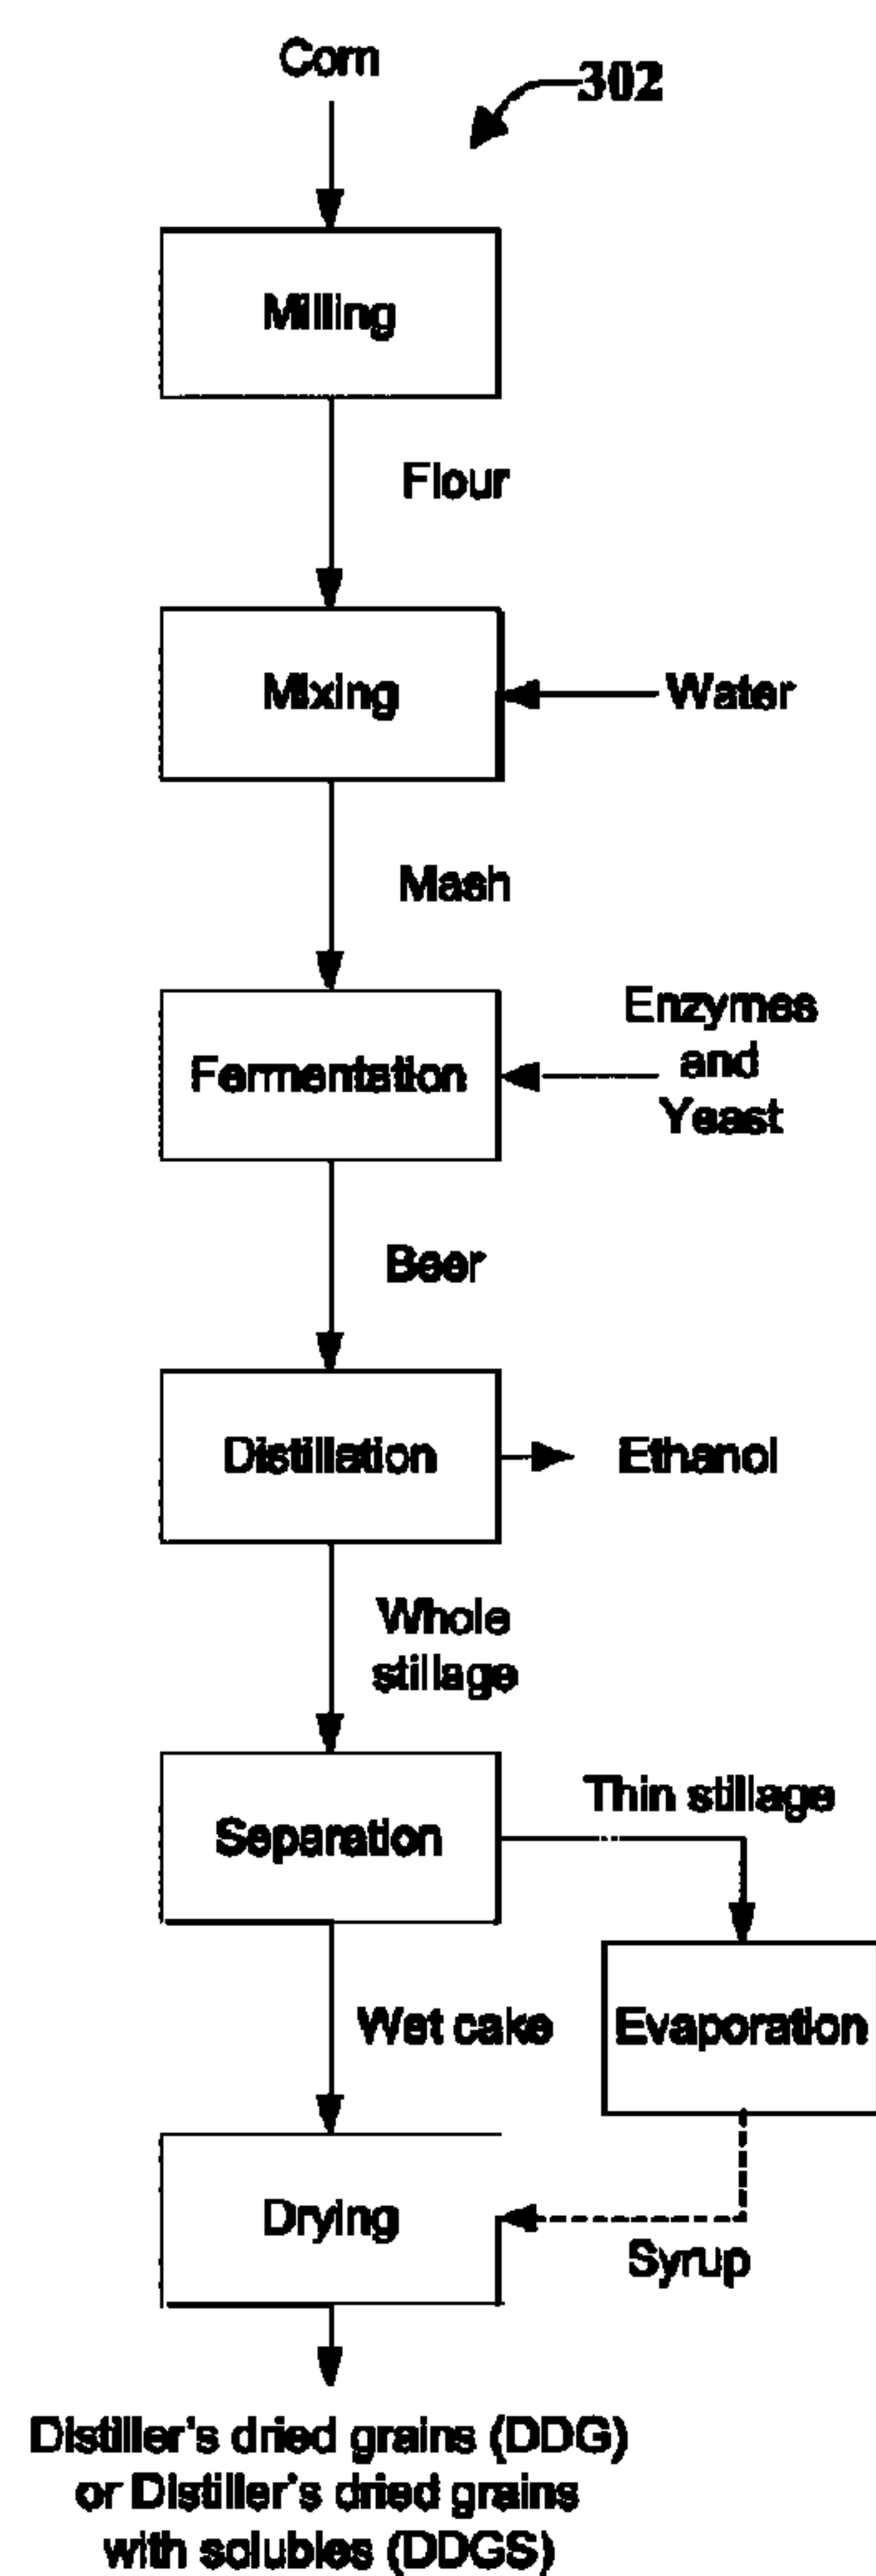 Corn
302
Milling
Flour
Mixing
Water
Mash
Enzymes
and
Yeast
Fermentation
Beer
Distillation
Ethanol
Whole
stillage
Thin stillage
Separation
Wet cake
Evaporation
Drying
Syrup
Distiller's dried grains (DDG)
or Distiller's dried grains
with solubles (DDGS)